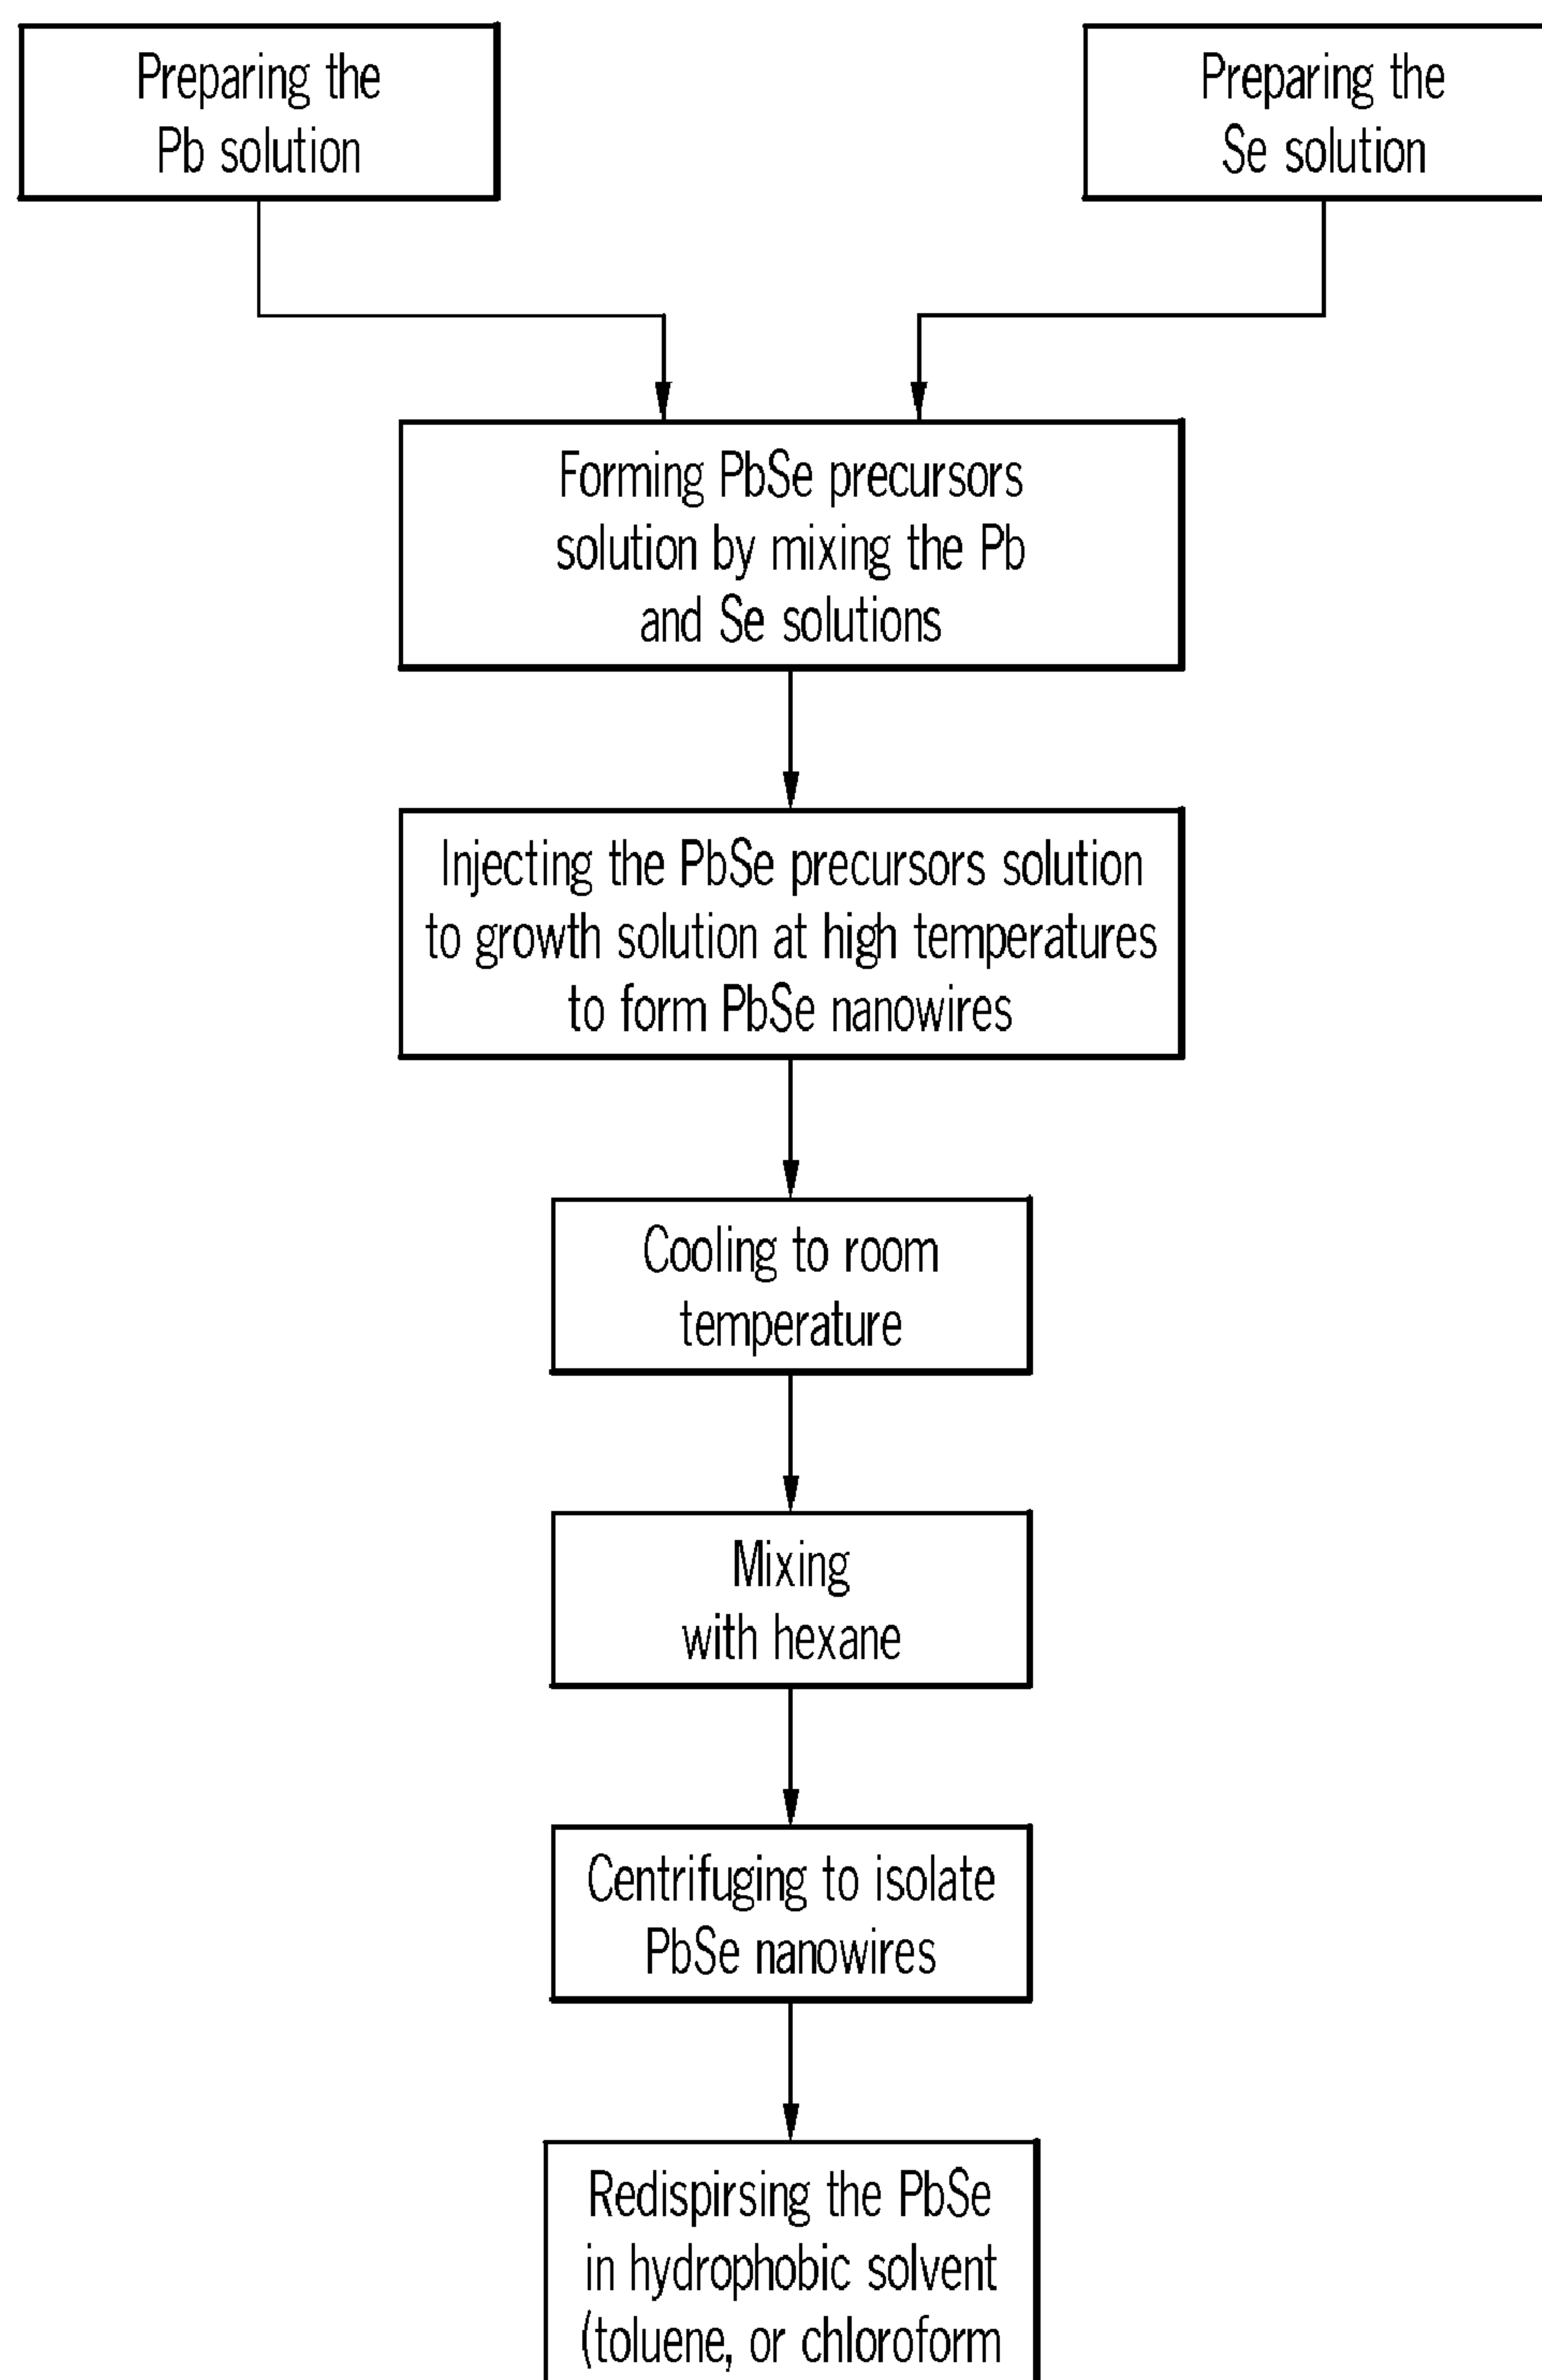 Preparing the
Pb solution
Preparing the
Se solution
Forming PbSe precursors
solution by mixing the Pb
and Se solutions
Injecting the PbSe precursors solution
to growth solution at high temperatures
to form PbSe nanowires
Cooling to room
temperature
Mixing
with hexane
Centrifuging to isolate
PbSe nanowires
Redispirsing the PbSe
in hydrophobic solvent
(toluene, or chloroform